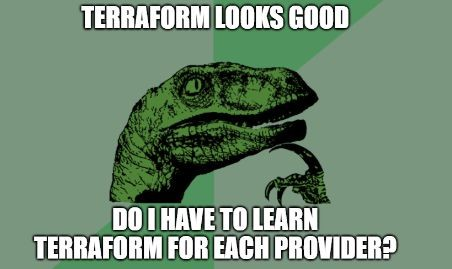 TERRAFORM LOOKS GOOD
DO I HAVE TO LEARN
TERRAFORM FOR EACH PROVIDER?